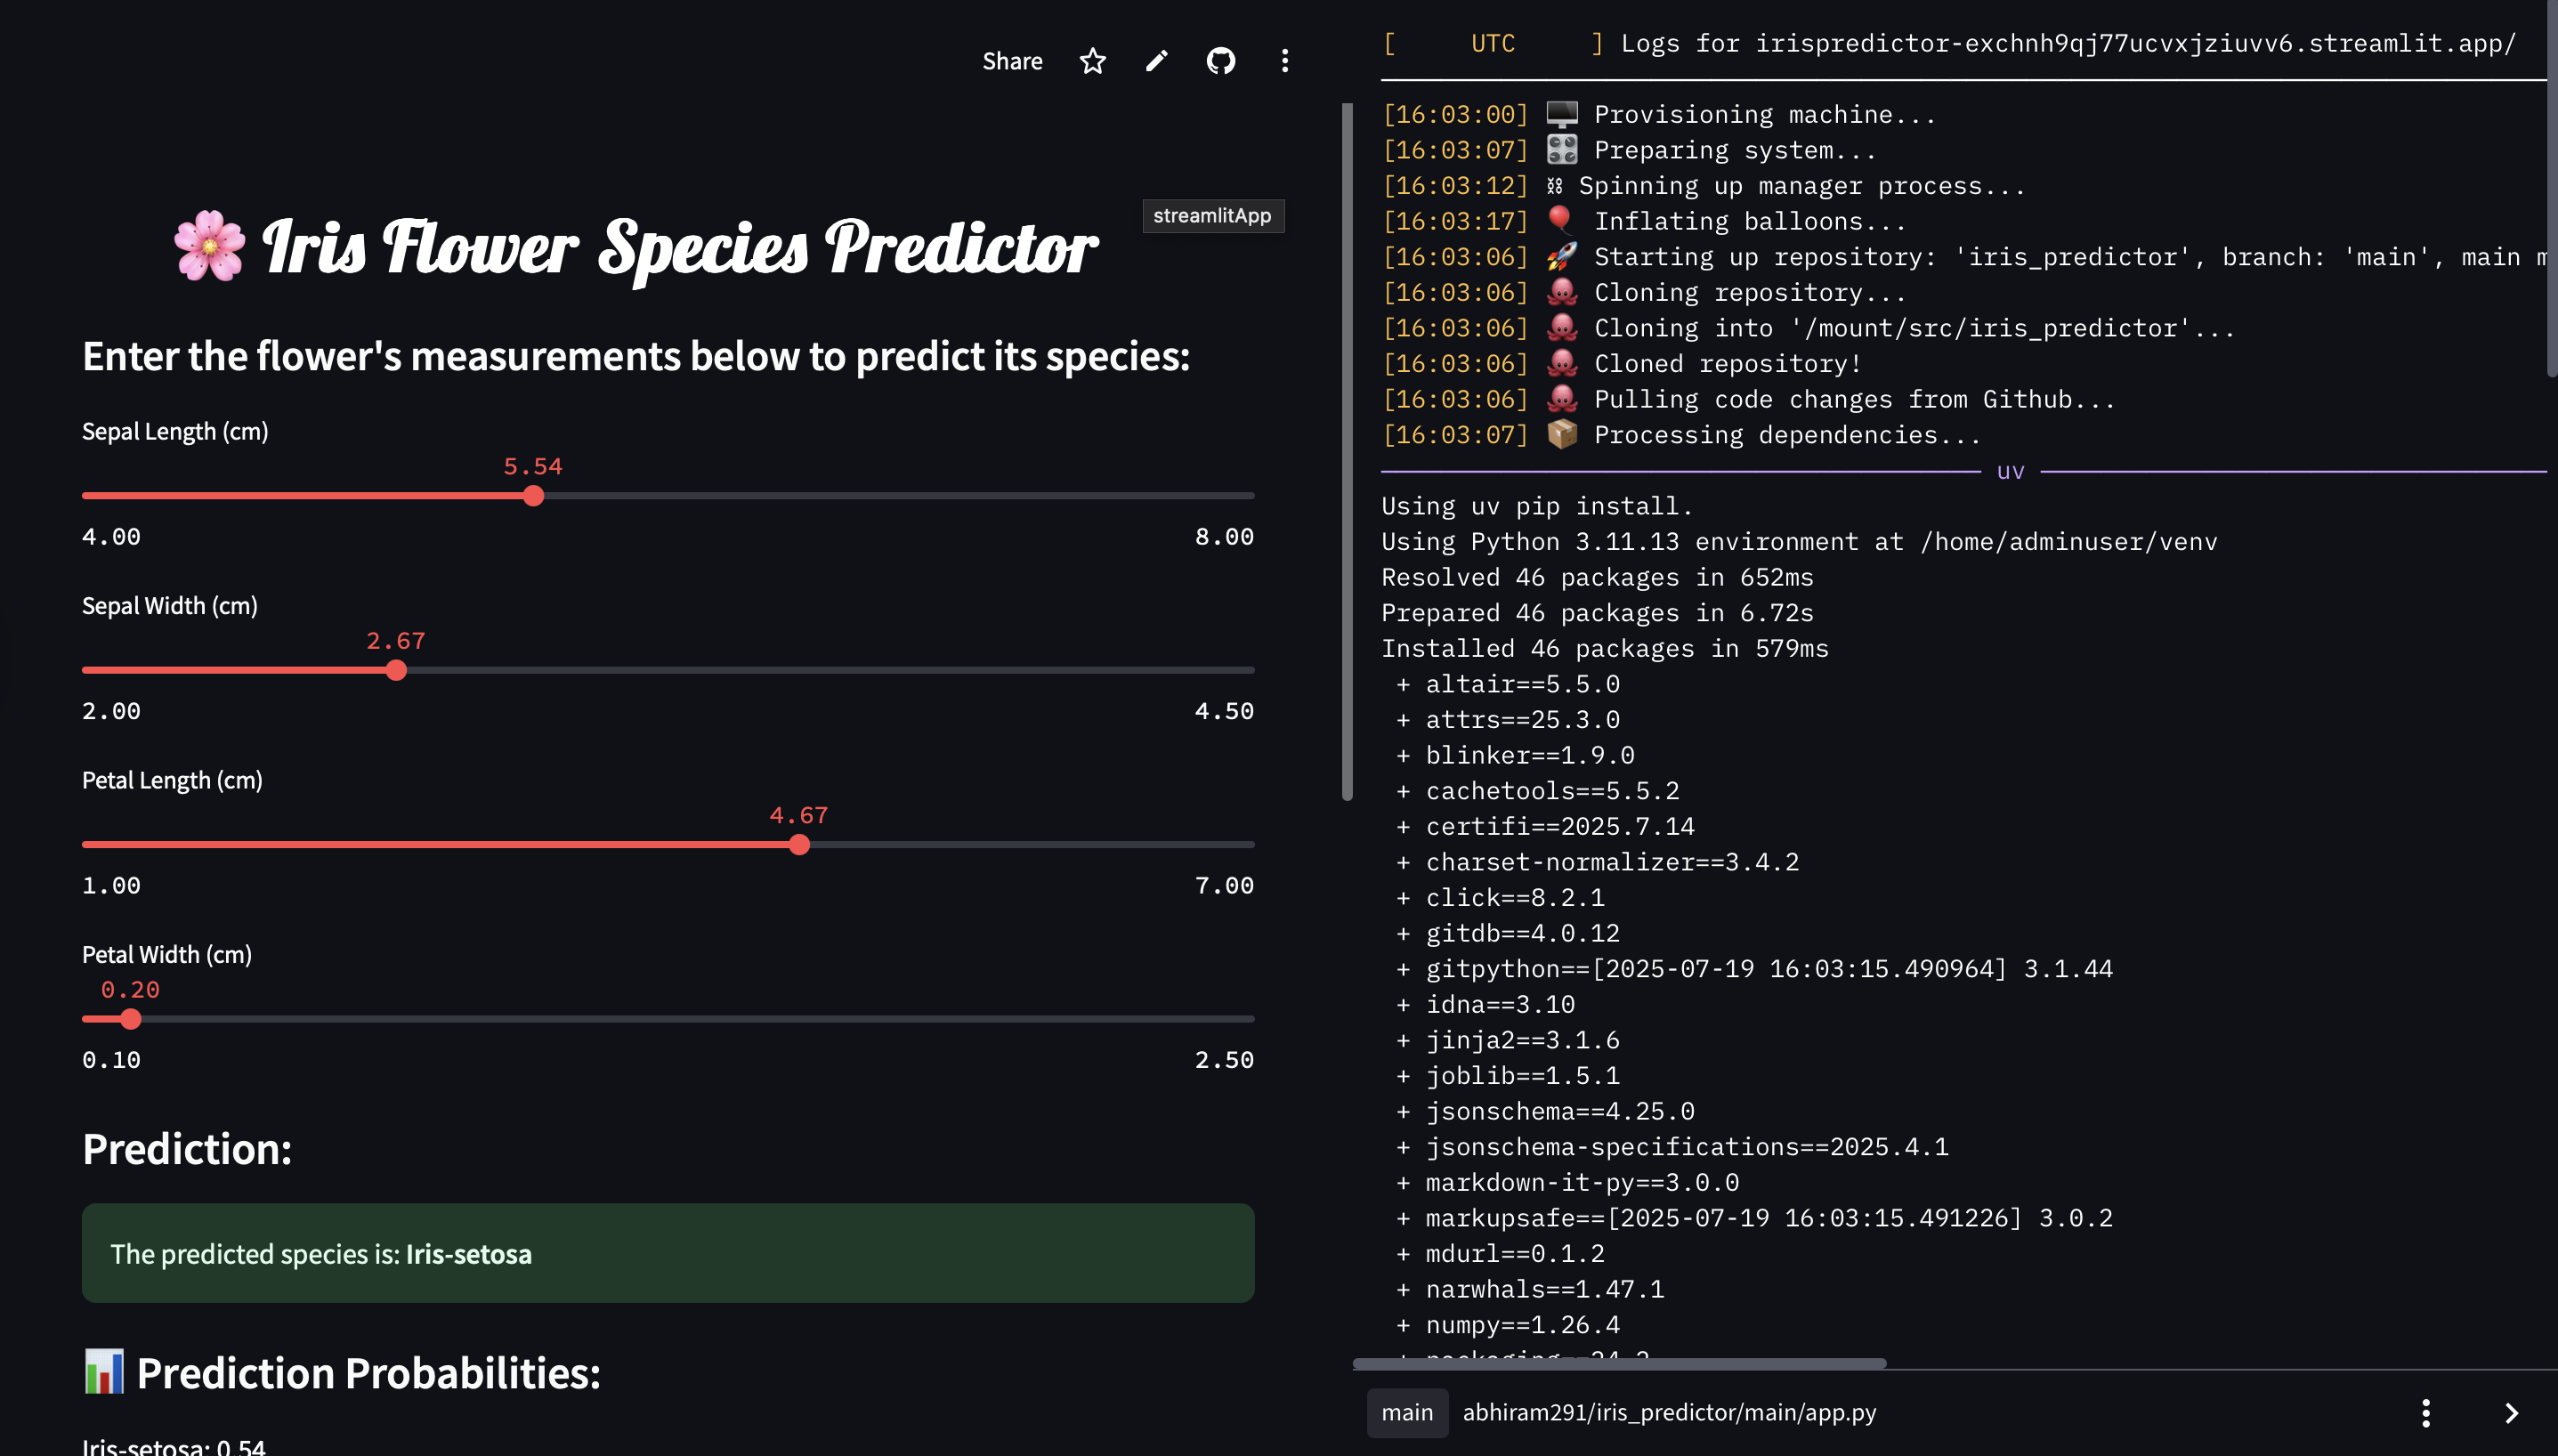 Share
streamlitApp
Iris Flower Species Predictor
Enter the flower's measurements below to predict its species:
Sepal Length (cm)
5.54
4.00 8.00
Sepal Width (cm)
2.67
2.00 4.50
Petal Length (cm)
4.67
1.00 7.00
Petal Width (cm)
0.20
0.10 2.50
Prediction:
The predicted species is: Iris-setosa
Prediction Probabilities:
Iris-setosa: 0.54
[ UTC ] Logs for irispredictor-exchnh9qj77ucvxjziuvv6.streamlit.app/
[16:03:00] Provisioning machine...
[16:03:07] Preparing system...
[16:03:12] Spinning up manager process...
[16:03:17] Inflating balloons...
[16:03:06] Starting up repository: 'iris_predictor', branch: 'main', main
[16:03:06] Cloning repository...
[16:03:06] Cloning into '/mount/src/iris_predictor'...
[16:03:06] Cloned repository!
[16:03:06] Pulling code changes from Github...
[16:03:07] Processing dependencies...
uv
Using uv pip install.
Using Python 3.11.13 environment at /home/adminuser/venv
Resolved 46 packages in 652ms
Prepared 46 packages in 6.72s
Installed 46 packages in 579ms
+ altair==5.5.0
+ attrs==25.3.0
+ blinker==1.9.0
+ cachetools==5.5.2
+ certifi==2025.7.14
+ charset-normalizer==3.4.2
+ click==8.2.1
+ gitdb==4.0.12
+ gitpython==[2025-07-19 16:03:15.490964] 3.1.44
+ idna==3.10
+ jinja2==3.1.6
+ joblib==1.5.1
+ jsonschema==4.25.0
+ jsonschema-specifications==2025.4.1
+ markdown-it-py==3.0.0
+ markupsafe==[2025-07-19 16:03:15.491226] 3.0.2
+ mdurl==0.1.2
+ narwhals==1.47.1
+ numpy==1.26.4
main abhiram291/iris_predictor/main/app.py